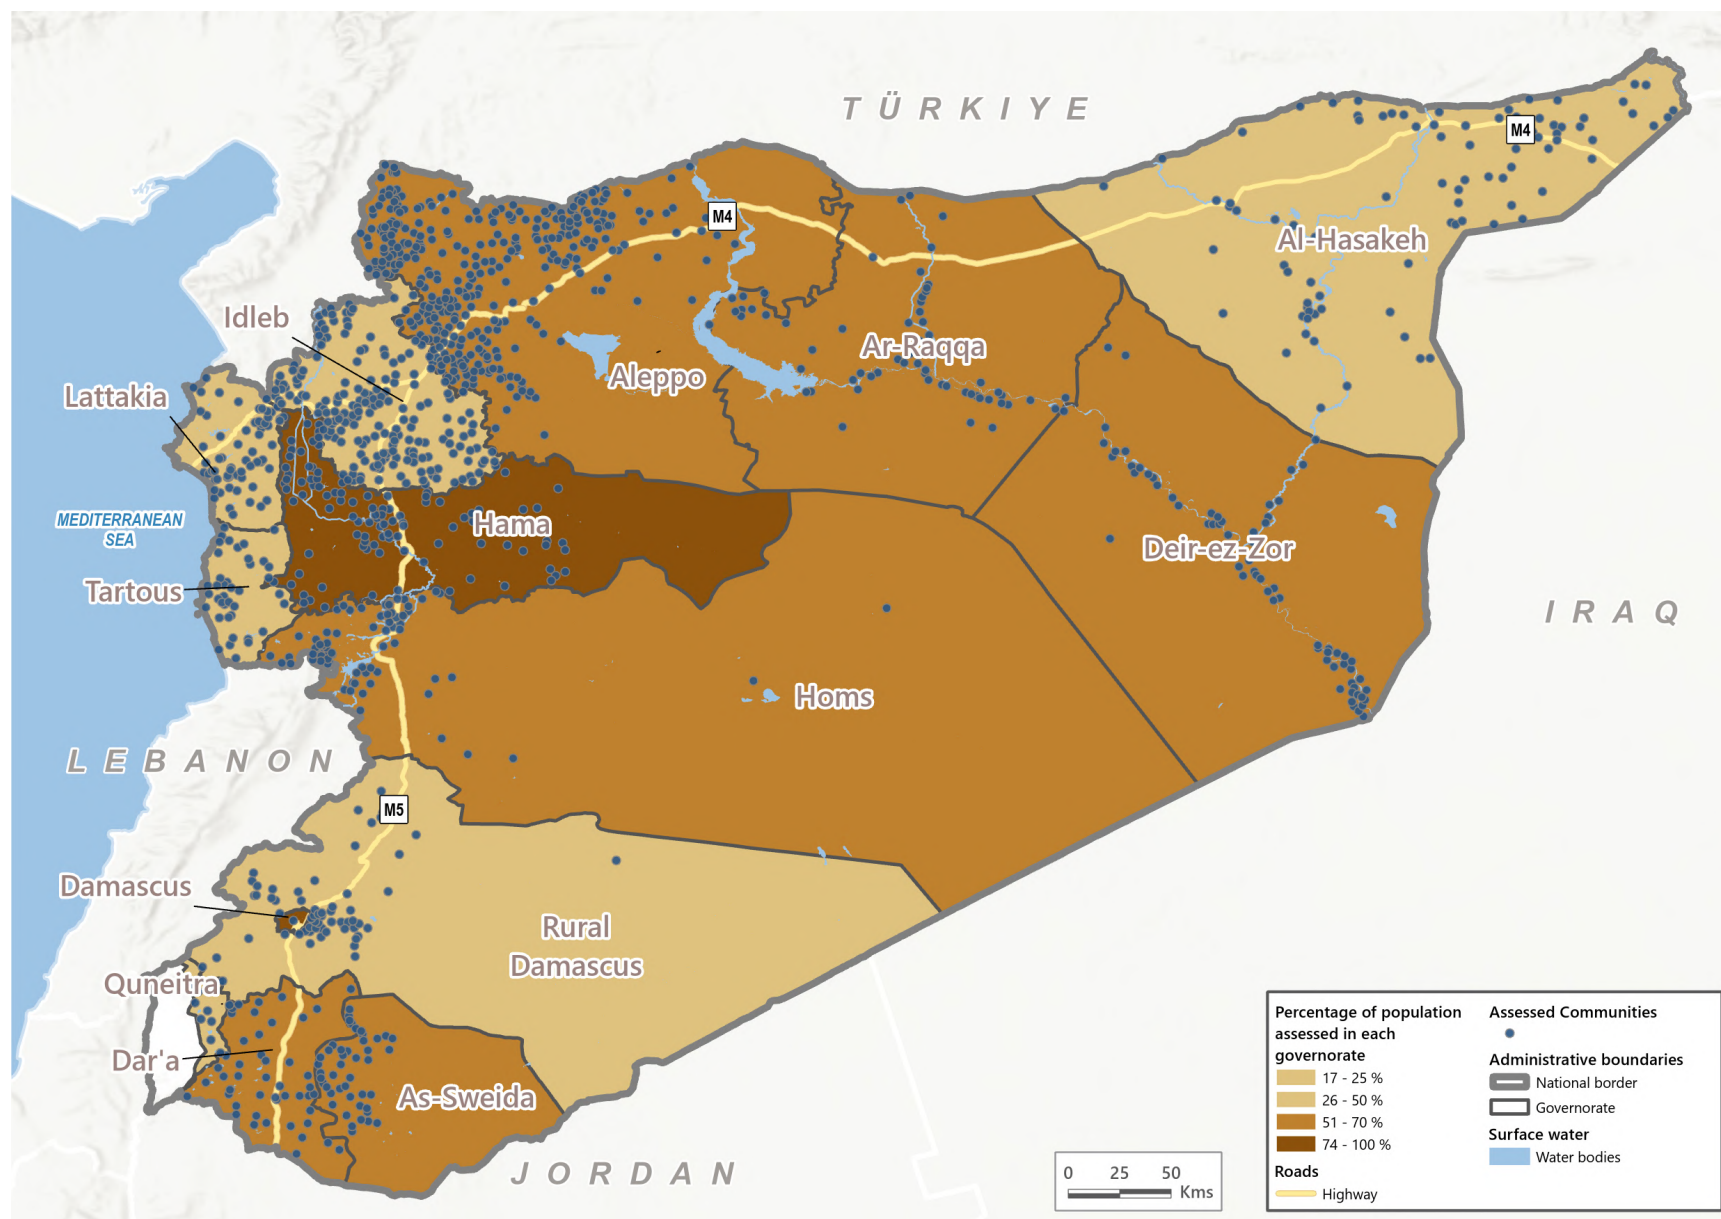 TÜRKIYE
M4
M4
Al-Hasakeh
Idleb
Ar-Raqqa
Aleppo
Lattakia
MEDITERRANEAN
SEA
Hama
Deir-ez-Zor
Tartous
IRAQ
Homs
LEBANON
M5
Damascus
Rural
Damascus
Quneitra
Dar'a
As-Sweida
JORDAN
0 25 50
Kms
Percentage of population
assessed in each
governorate
17 - 25 %
26 - 50 %
51 - 70 %
74 - 100 %
Roads
Highway
Assessed Communities
Administrative boundaries
National border
Governorate
Surface water
Water bodies